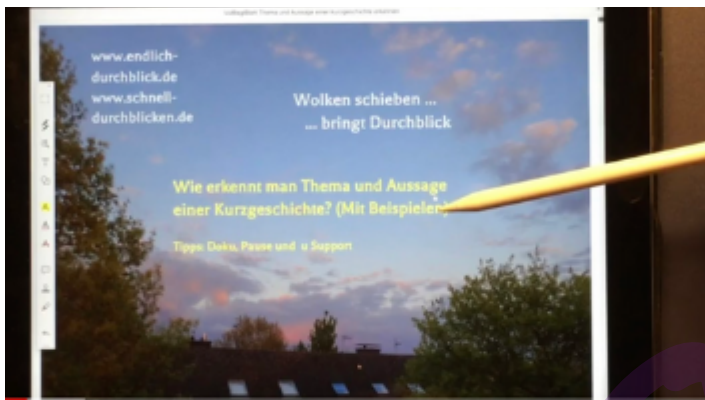 www.endlich-
durchblick.de
www.schnell-
durchblicken.de
Wolken schieben ...
.... bringt Durchblick
Wie erkennt man Thema und Aussage
einer Kurzgeschichte? (Mit Beispielen)
Tipps: Doku, Pause und u Support